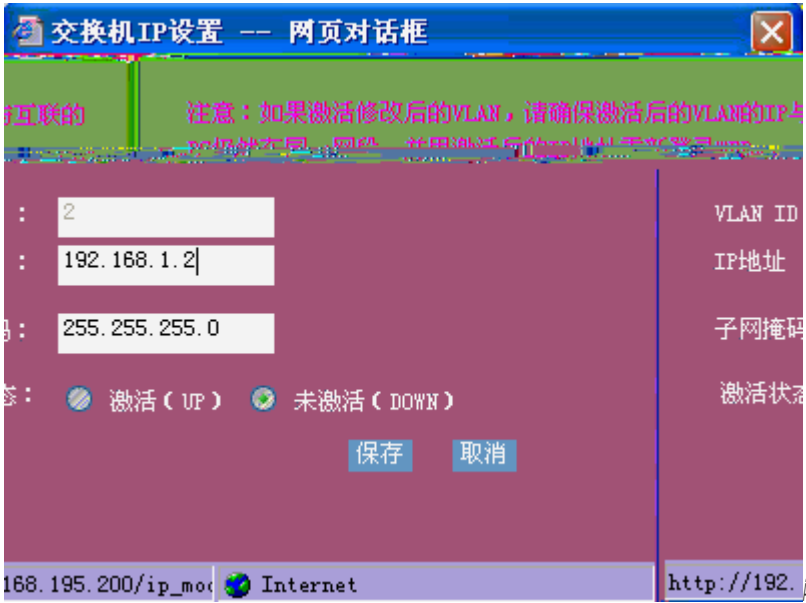 交换机IP设置 -- 网页对话框
互联的
注意：如果激活修改后的VLAN，请确保激活后的VLAN的IP与
: 2
VLAN ID
: 192.168.1.2
IP地址
码: 255.255.255.0
子网掩码
态: 激活(UP) 未激活(DOWN)
激活状态
保存 取消
168.195.200/ip_mod Internet
http://192.